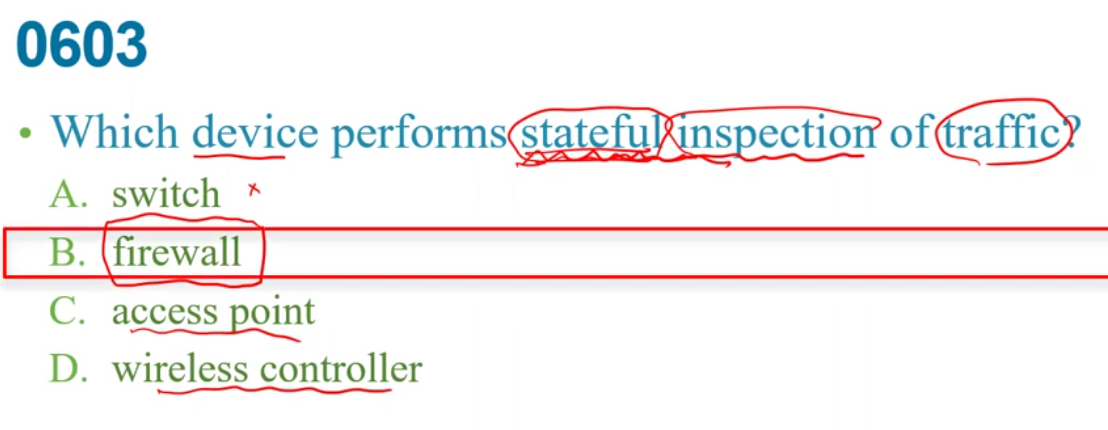 0603
• Which device performs stateful inspection of traffic?
A. switch ×
B. firewall
C. access point
D. wireless controller